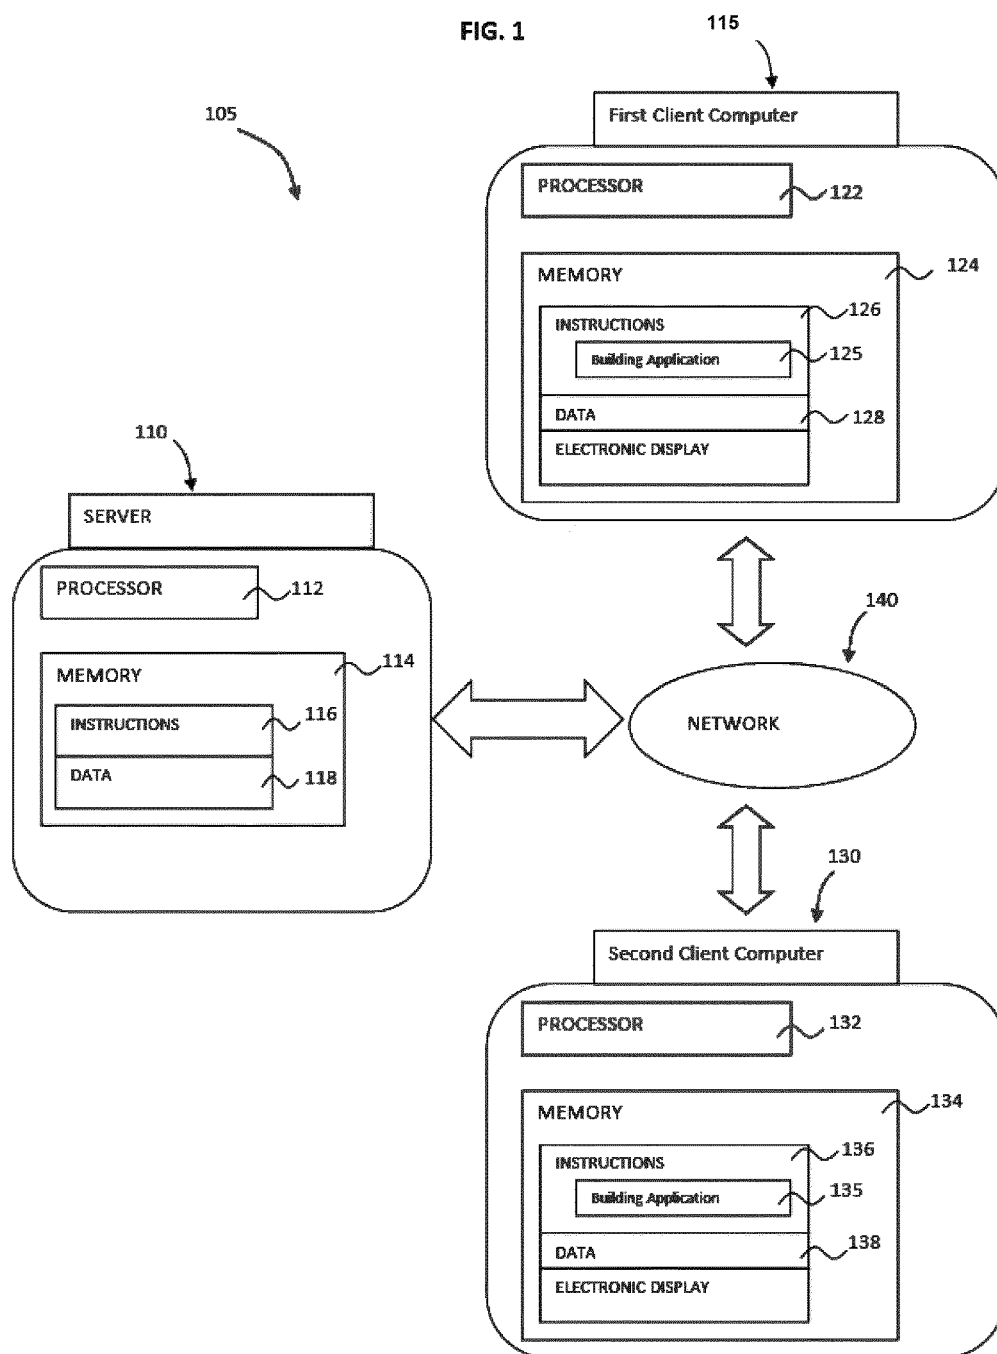 FIG. 1
115
105
First Client Computer
PROCESSOR
122
MEMORY
124
126
INSTRUCTIONS
Building Application
125
DATA
128
ELECTRONIC DISPLAY
110
SERVER
PROCESSOR
112
MEMORY
114
INSTRUCTIONS
116
DATA
118
140
NETWORK
130
Second Client Computer
PROCESSOR
132
MEMORY
134
INSTRUCTIONS
136
Building Application
135
DATA
138
ELECTRONIC DISPLAY